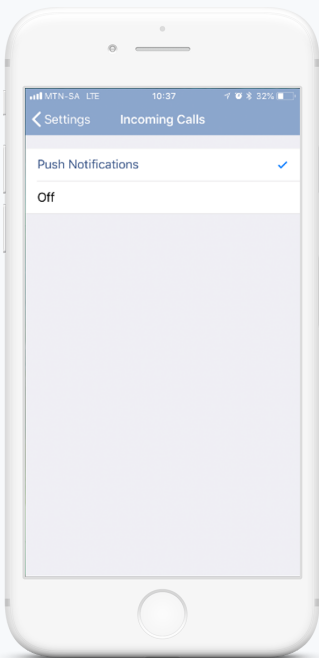 MTN-SA LTE 10:37 32%
Settings Incoming Calls
Push Notifications
Off